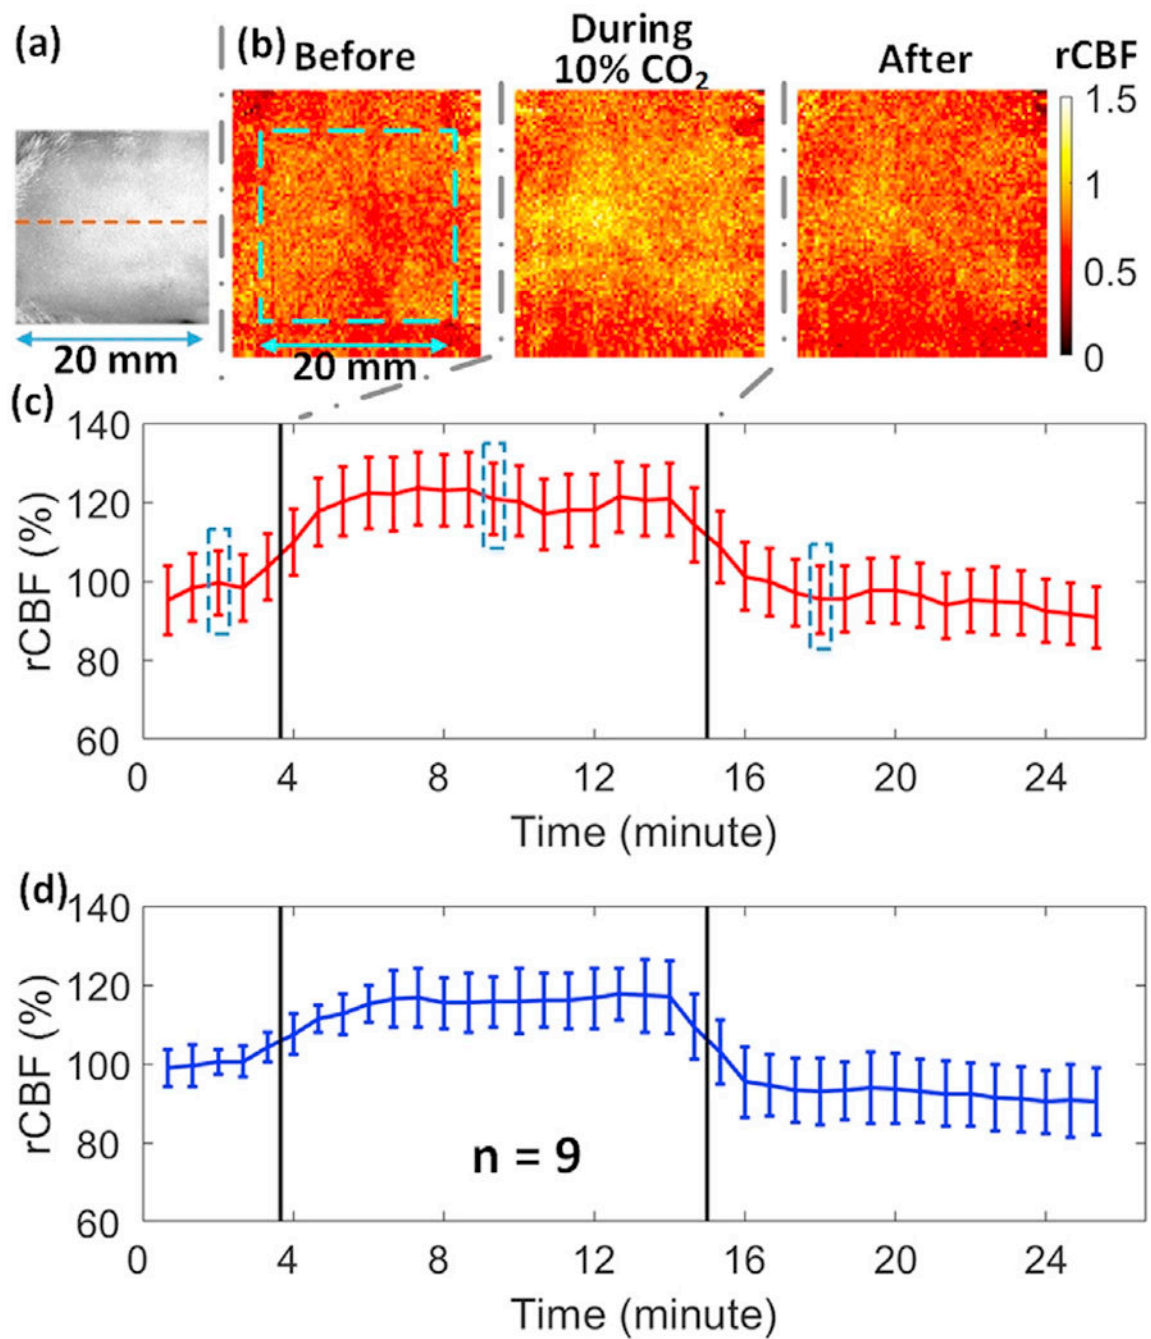 (a)
(b) Before
During
10% CO₂
After
rCBF
1.5
1
0.5
0
20 mm
20 mm
(c)
140
120
100
80
60
rCBF (%)
0 4 8 12 16 20 24
Time (minute)
(d)
140
120
100
80
60
rCBF (%)
n = 9
0 4 8 12 16 20 24
Time (minute)